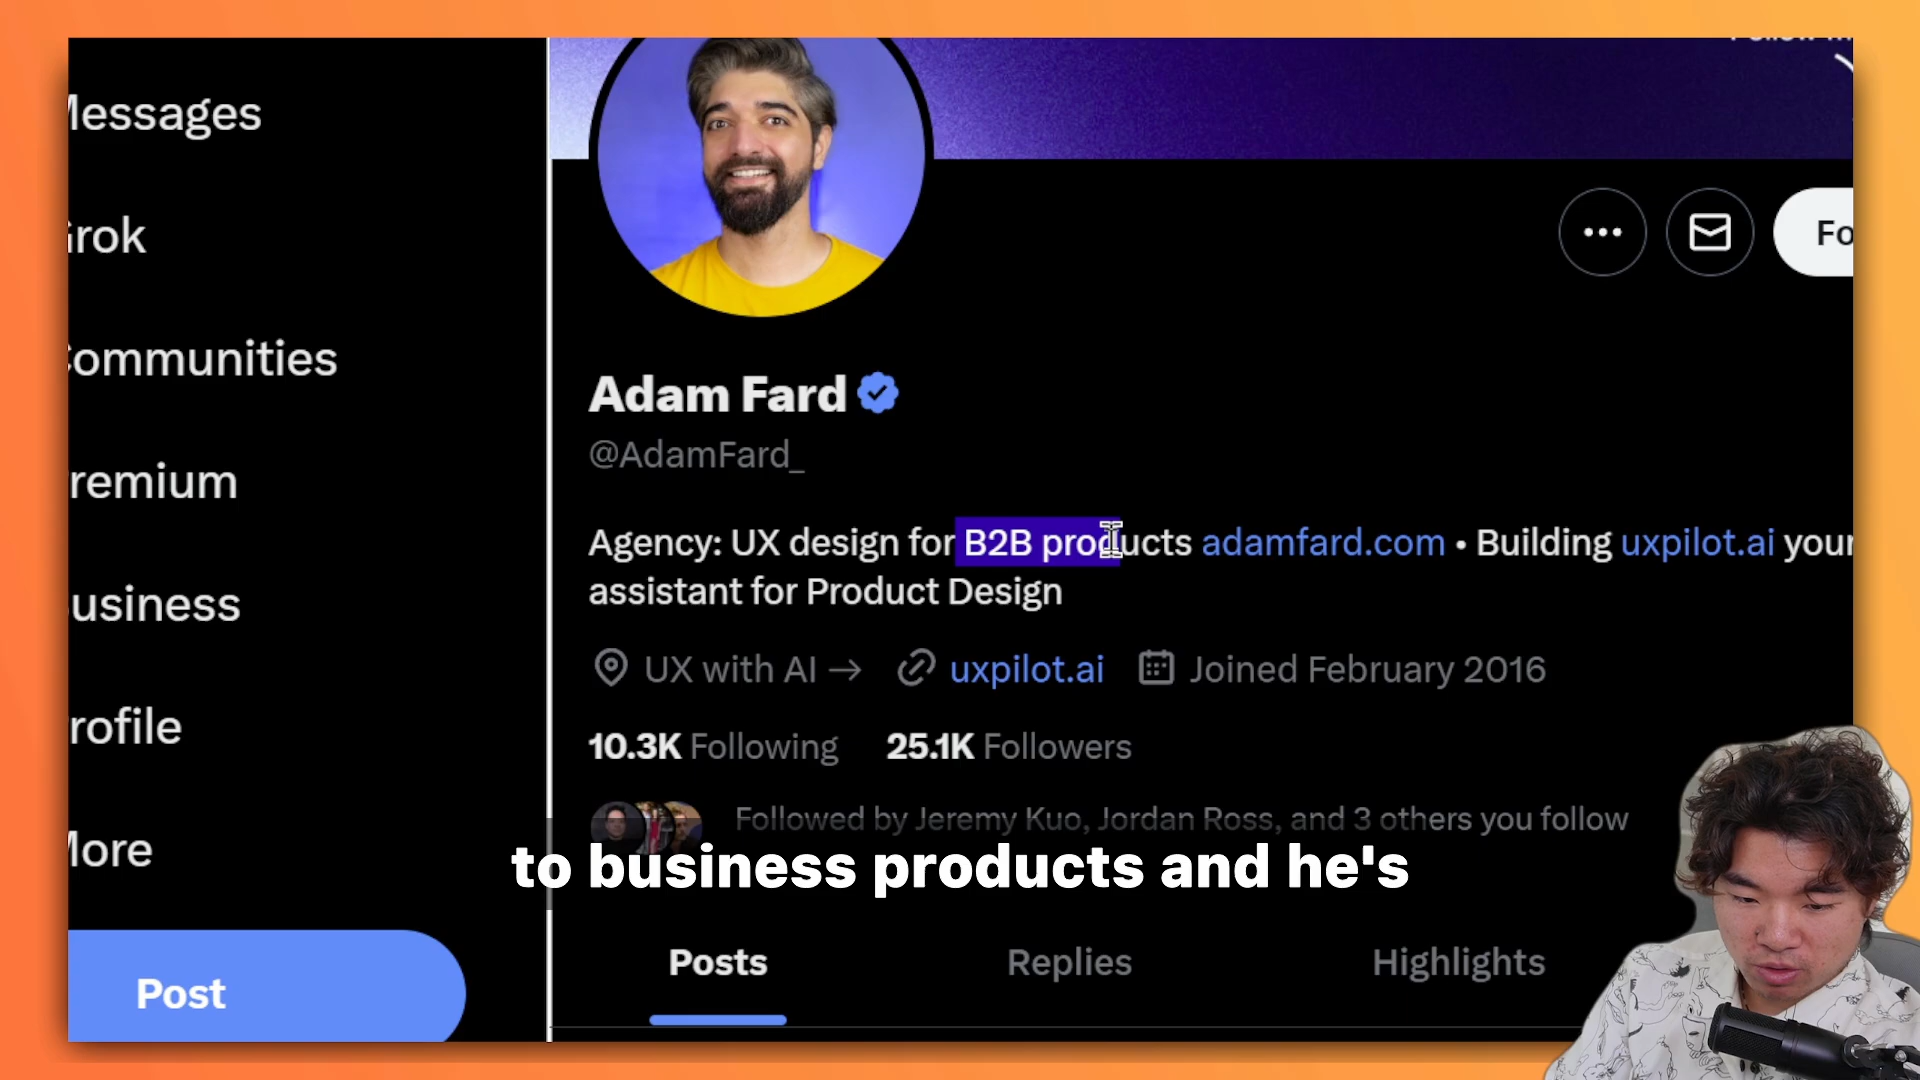 Messages
Grok
Communities
Premium
Business
Profile
More
Post
Fo
Adam Fard
@AdamFard_
Agency: UX design for B2B products adamfard.com • Building uxpilot.ai your
assistant for Product Design
UX with AI → uxpilot.ai Joined February 2016
10.3K Following 25.1K Followers
Followed by Jeremy Kuo, Jordan Ross, and 3 others you follow
to business products and he's
Posts Replies Highlights